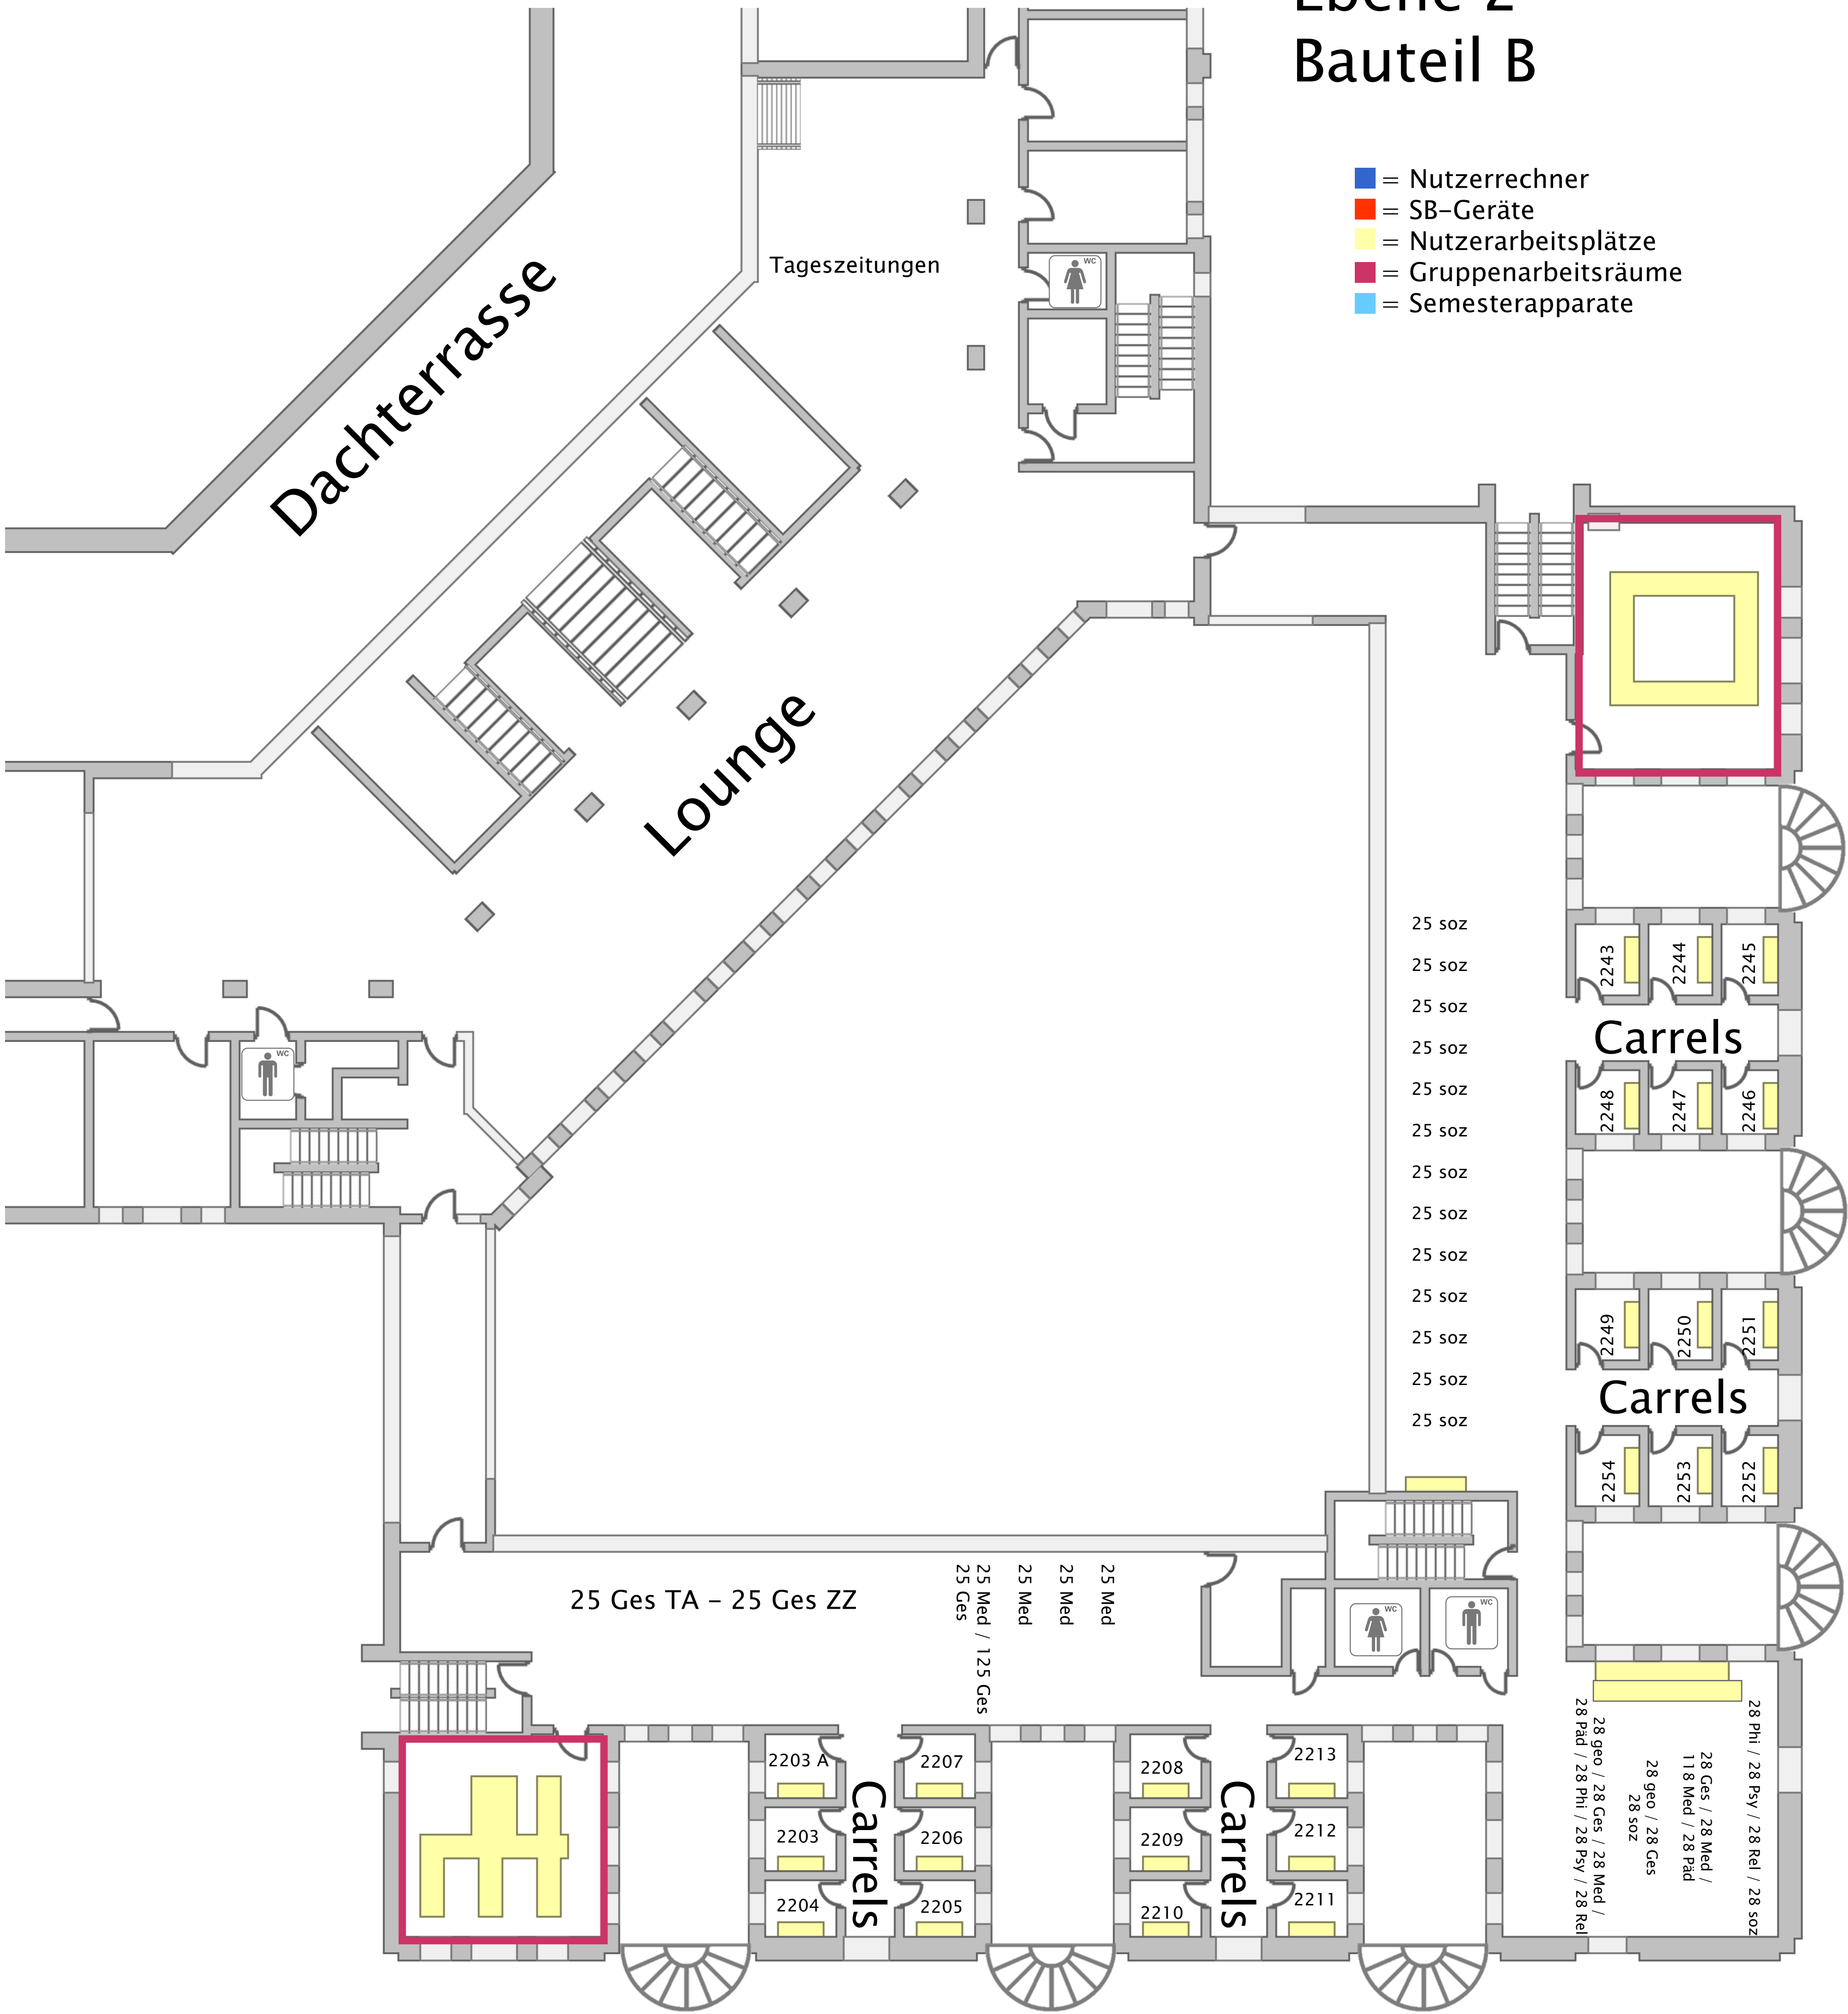 Ebene 2
Bauteil B
= Nutzerrechner
= SB-Geräte
= Nutzerarbeitsplätze
= Gruppenarbeitsräume
= Semesterapparate
Tageszeitungen
WC
Dachterrasse
Lounge
25 soz
25 soz
25 soz
25 soz
25 soz
25 soz
25 soz
25 soz
25 soz
25 soz
25 soz
25 soz
25 soz
2243
2244
2245
Carrels
2248
2247
2246
WC
2249
2250
2251
Carrels
2254
2253
2252
25 Ges TA - 25 Ges ZZ
25 Med / 125 Ges
25 Ges
25 Med
25 Med
25 Med
WC
WC
2203 A
2203
2204
Carrels
2207
2206
2205
2208
2209
2210
Carrels
2213
2212
2211
28 Phi / 28 Psy / 28 Rel / 28 soz
28 Ges / 28 Med /
118 Med / 28 Päd
28 geo / 28 Ges
28 soz
28 geo / 28 Ges / 28 Med /
28 Päd / 28 Phi / 28 Psy / 28 Rel